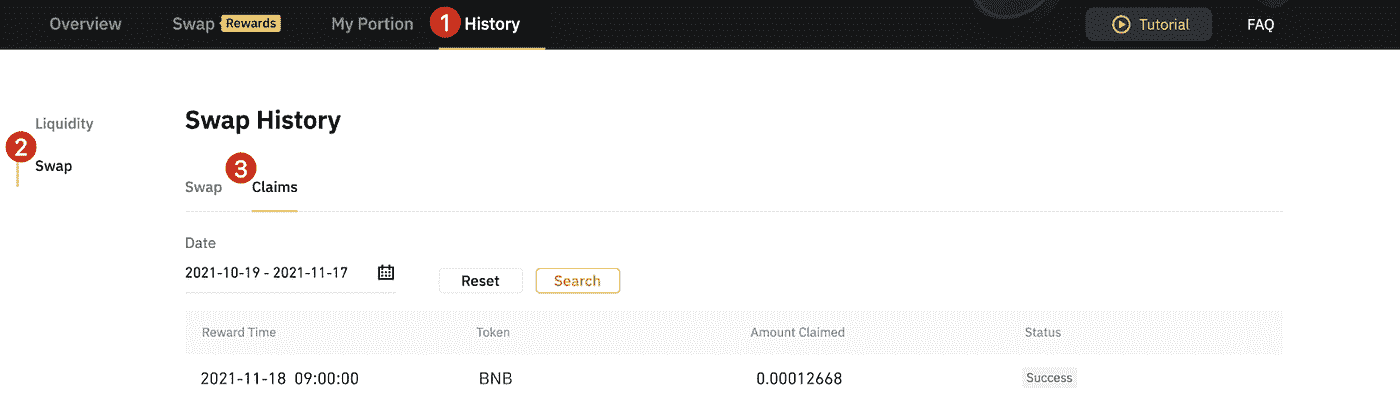 Overview Swap Rewards My Portion 1 History Tutorial FAQ
Liquidity
2
Swap
Swap History
3
Swap Claims
Date
2021-10-19 - 2021-11-17
Reset Search
Reward Time Token Amount Claimed Status
2021-11-18 09:00:00 BNB 0.00012668 Success